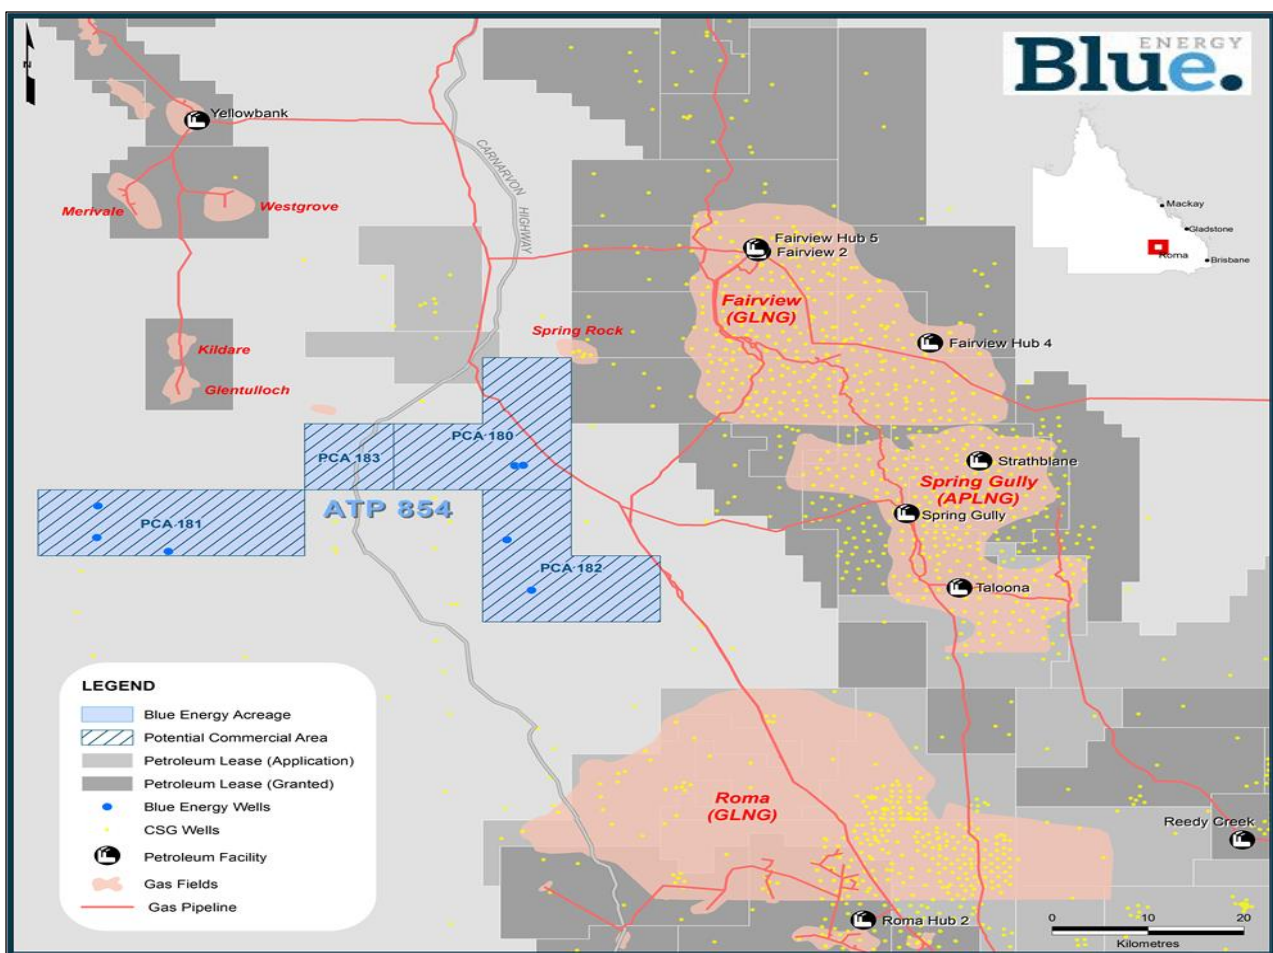 N
ENERGY
Blue.
Yellowbank
CARNARVON HIGHWAY
Merivale
Westgrove
Mackay
Gladstone
Roma
Brisbane
Fairview Hub 5
Fairview 2
Fairview
(GLNG)
Spring Rock
Fairview Hub 4
Kildare
Glentulloch
PCA 180
PCA 183
Strathblane
Spring Gully
(APLNG)
ATP 854
PCA 181
Spring Gully
PCA 182
Taloona
LEGEND
Blue Energy Acreage
Potential Commercial Area
Petroleum Lease (Application)
Petroleum Lease (Granted)
Blue Energy Wells
CSG Wells
Petroleum Facility
Gas Fields
Gas Pipeline
Roma
(GLNG)
Reedy Creek
Roma Hub 2
0 10 20
Kilometres